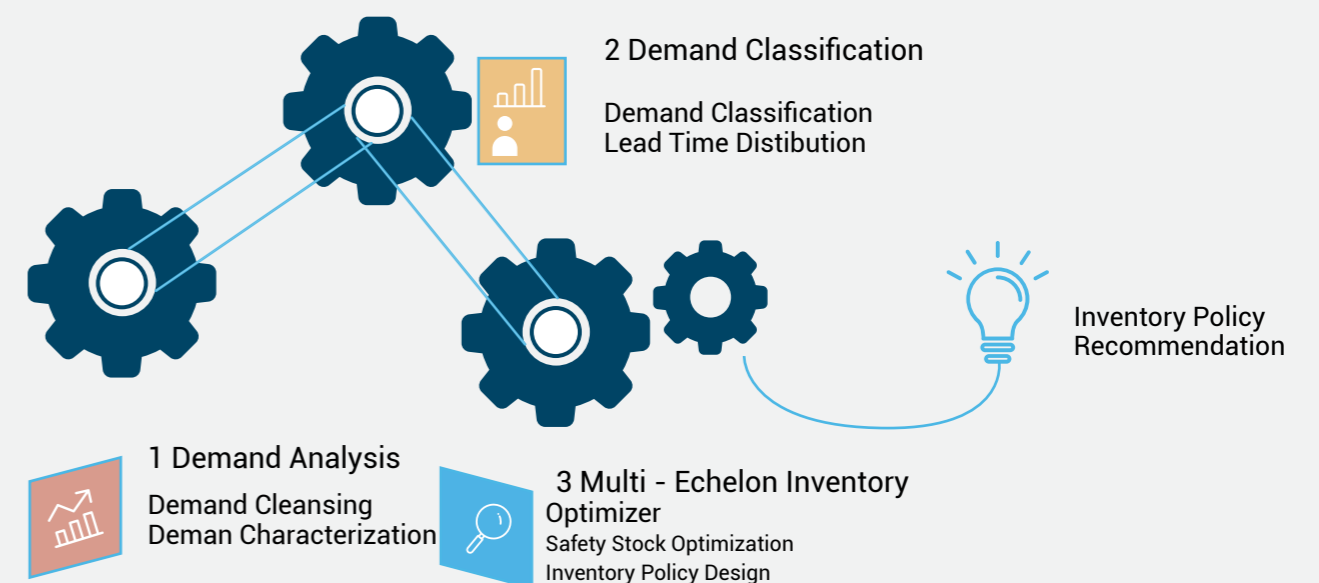 2 Demand Classification
Demand Classification
Lead Time Distibution
Inventory Policy
Recommendation
1 Demand Analysis
Demand Cleansing
Deman Characterization
3 Multi - Echelon Inventory
Optimizer
Safety Stock Optimization
Inventory Policy Design